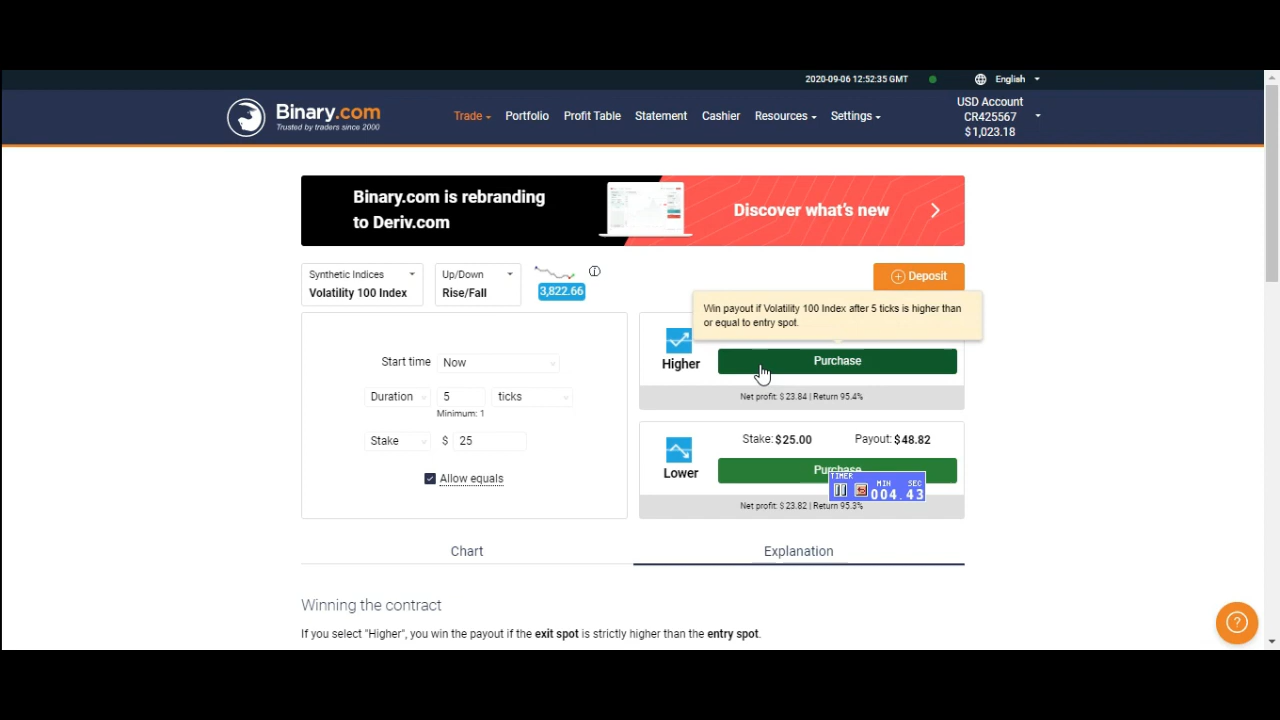 2020-09-06 12:52:35 GMT
English
Binary.com
Trusted by traders since 2000
Trade
Portfolio
Profit Table
Statement
Cashier
Resources
Settings
USD Account
CR425567
$1,023.18
Binary.com is rebranding
to Deriv.com
Discover what's new
Synthetic Indices
Volatility 100 Index
Up/Down
Rise/Fall
3,822.66
Deposit
Win payout if Volatility 100 Index after 5 ticks is higher than
or equal to entry spot.
Start time Now
Duration 5 ticks
Minimum: 1
Stake $ 25
Allow equals
Higher
Purchase
Net profit: $ 23.84 | Return 95.4%
Stake: $25.00 Payout: $48.82
Lower
Purchase
TIMER
MIN SEC
004.43
Net profit: $ 23.82 | Return 95.3%
Chart
Explanation
Winning the contract
If you select "Higher", you win the payout if the exit spot is strictly higher than the entry spot.
?